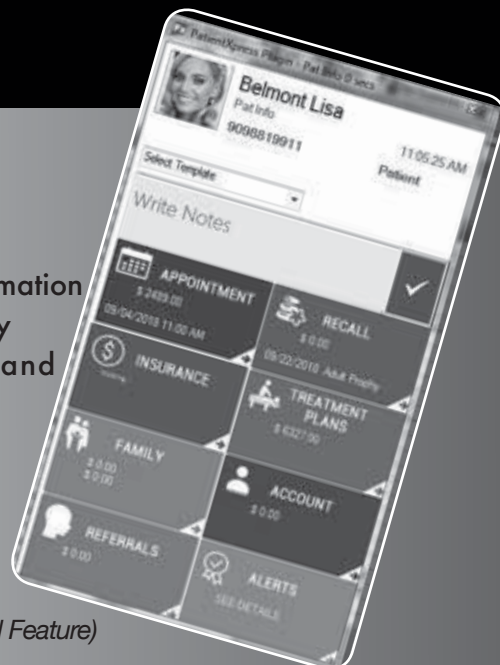 PatientXpress Plugin - Pat Info 0 secs
Belmont Lisa
Pat Info
9098819911
11:05:25 AM
Patient
Select Template
Write Notes
APPOINTMENT
$ 2489.00
09/04/2018 11:00 AM
RECALL
$ 0.00
09/22/2018 Adult Prophy
INSURANCE
TREATMENT
PLANS
$ 6327.00
FAMILY
$ 0.00
$ 0.00
ACCOUNT
$ 0.00
REFERRALS
$ 0.00
ALERTS
SEE DETAILS
mation
y
and
l Feature)